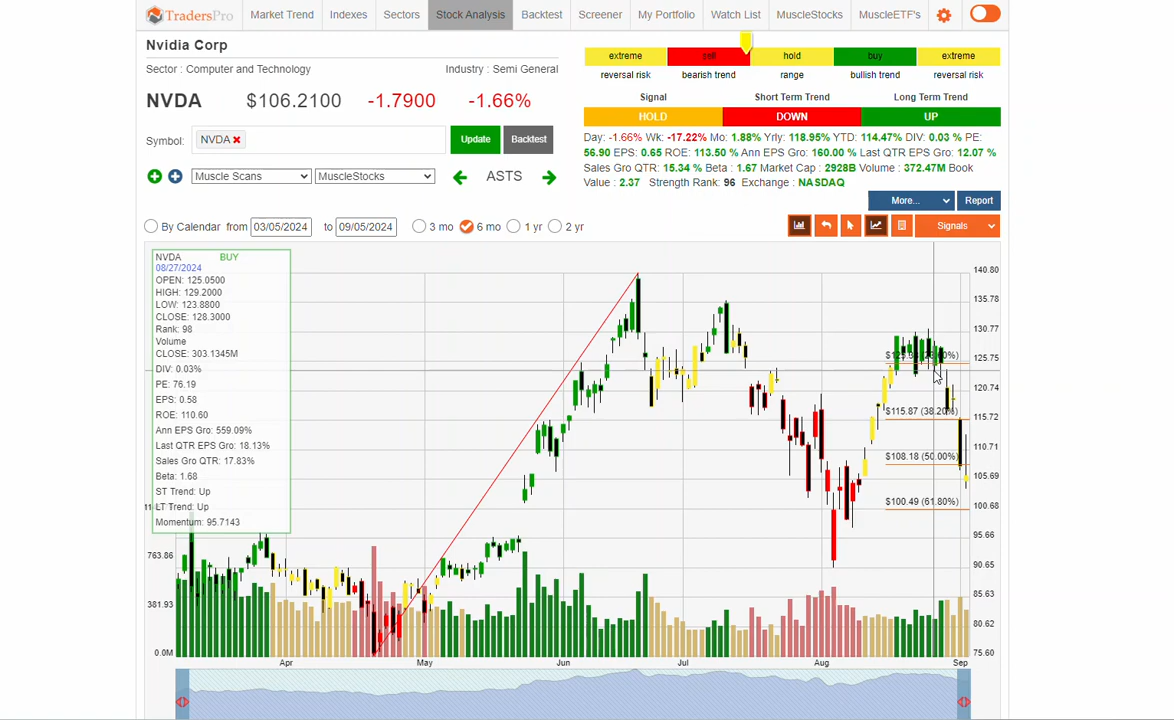 TradersPro Market Trend Indexes Sectors Stock Analysis Backtest Screener My Portfolio Watch List MuscleStocks MuscleETF's
Nvidia Corp
Sector : Computer and Technology Industry : Semi General
NVDA $106.2100 -1.7900 -1.66%
Symbol: NVDA Update Backtest
Muscle Scans MuscleStocks ASTS
extreme sell hold buy extreme
reversal risk bearish trend range bullish trend reversal risk
Signal Short Term Trend Long Term Trend
HOLD DOWN UP
Day: -1.66% Wk: -17.22% Mo: 1.88% Yrly: 118.95% YTD: 114.47% DIV: 0.03 % PE:
56.90 EPS: 0.65 ROE: 113.50 % Ann EPS Gro: 160.00 % Last QTR EPS Gro: 12.07 %
Sales Gro QTR: 15.34 % Beta : 1.67 Market Cap : 2928B Volume : 372.47M Book
Value : 2.37 Strength Rank: 96 Exchange : NASDAQ
More... Report
By Calendar from 03/05/2024 to 09/05/2024 3 mo 6 mo 1 yr 2 yr Signals
NVDA BUY
08/27/2024
OPEN: 125.0500
HIGH: 129.2000
LOW: 123.8800
CLOSE: 128.3000
Rank: 98
Volume
CLOSE: 303.1345M
DIV: 0.03%
PE: 76.19
EPS: 0.58
ROE: 110.60
Ann EPS Gro: 559.09%
Last QTR EPS Gro: 18.13%
Sales Gro QTR: 17.83%
Beta: 1.68
ST Trend: Up
LT Trend: Up
Momentum: 95.7143
763.86
381.93
0.0M
$115.87 (38.20%)
$108.18 (50.00%)
$100.49 (61.80%)
140.80
135.78
130.77
125.75
120.74
115.72
110.71
105.69
100.68
95.66
90.65
85.63
80.62
75.60
Apr May Jun Jul Aug Sep